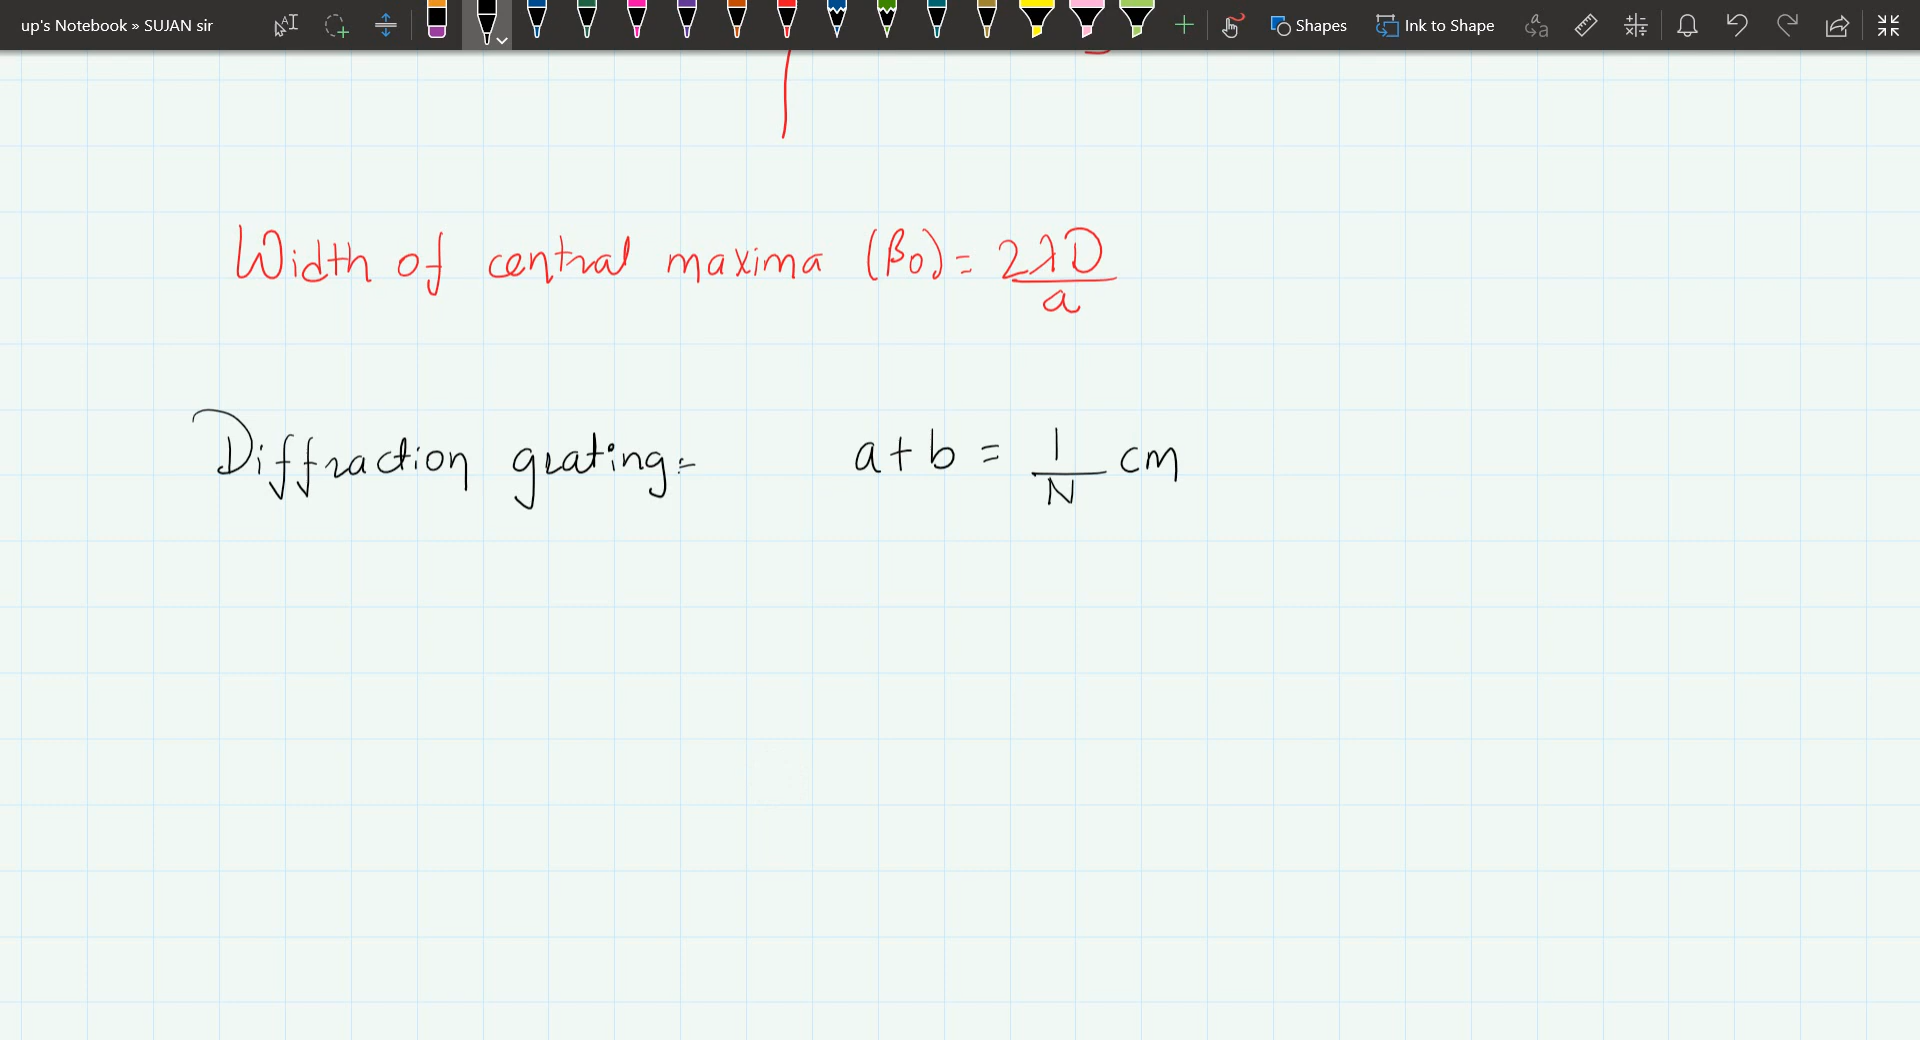 up's Notebook » SUJAN sir
Shapes
Ink to Shape
Width of central maxima (β0) = 2λD/a
Diffraction grating:- a+b = 1/N cm